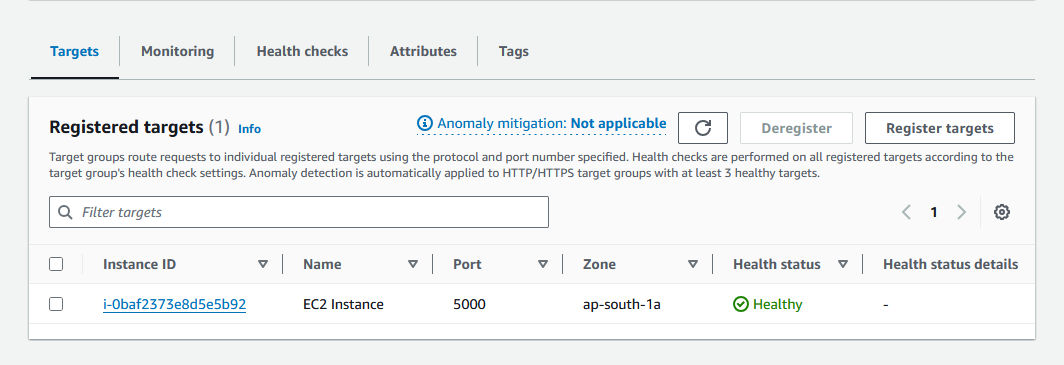 Targets Monitoring Health checks Attributes Tags
Registered targets (1) Info Anomaly mitigation: Not applicable Deregister Register targets
Target groups route requests to individual registered targets using the protocol and port number specified. Health checks are performed on all registered targets according to the
target group's health check settings. Anomaly detection is automatically applied to HTTP/HTTPS target groups with at least 3 healthy targets.
Filter targets 1
Instance ID Name Port Zone Health status Health status details
i-0baf2373e8d5e5b92 EC2 Instance 5000 ap-south-1a Healthy -